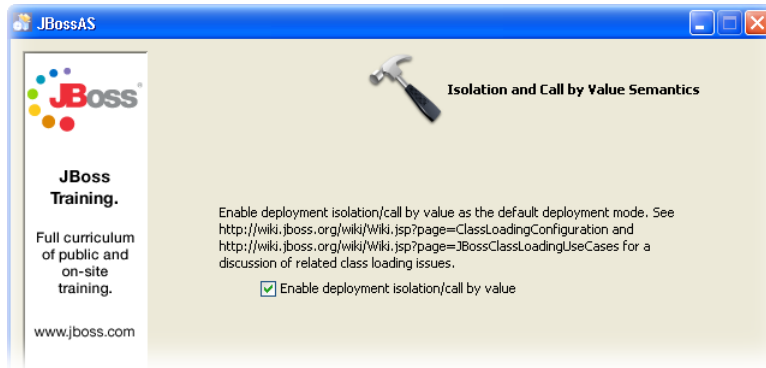 JBossAS
JBoss®
Isolation and Call by Value Semantics
JBoss
Training.
Full curriculum
of public and
on-site
training.
www.jboss.com
Enable deployment isolation/call by value as the default deployment mode. See
http://wiki.jboss.org/wiki/Wiki.jsp?page=ClassLoadingConfiguration and
http://wiki.jboss.org/wiki/Wiki.jsp?page=JBossClassLoadingUseCases for a
discussion of related class loading issues.
Enable deployment isolation/call by value